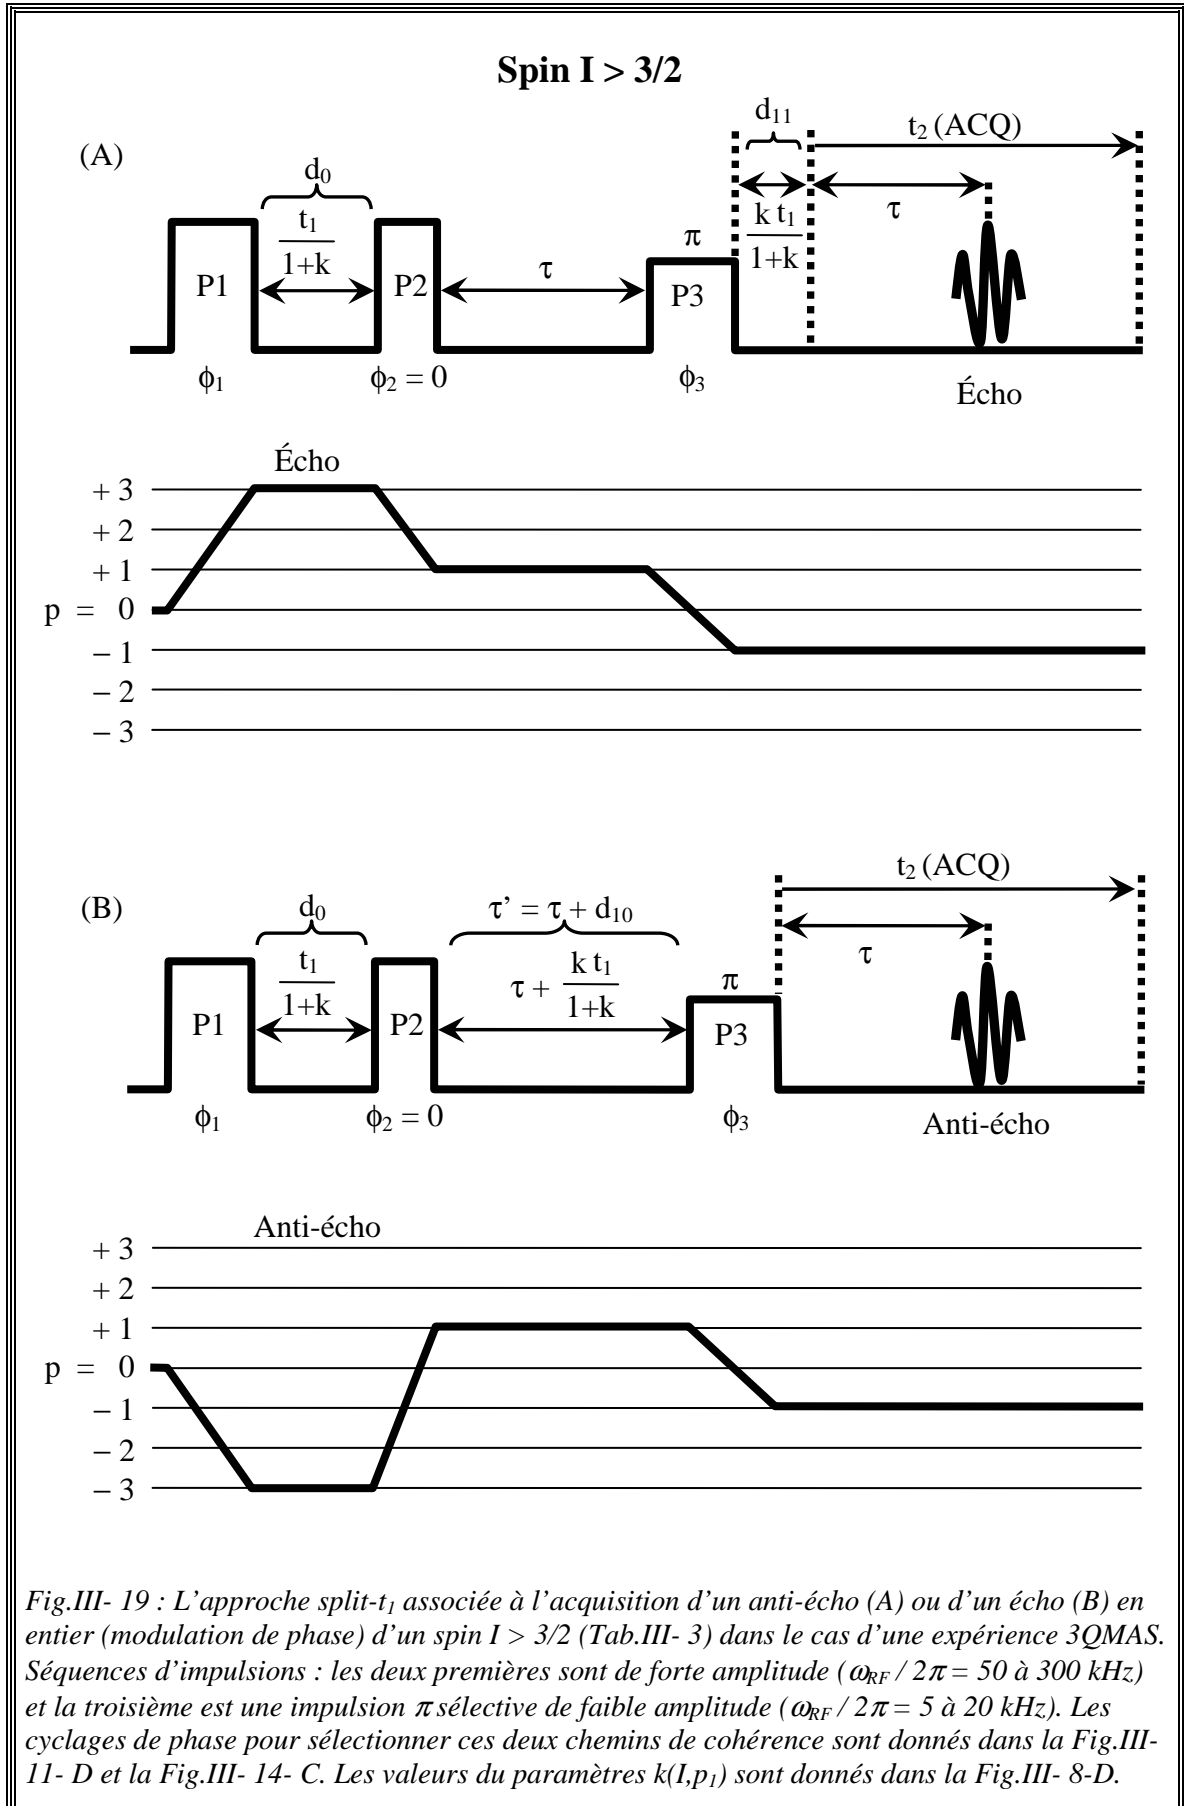 Spin I > 3/2
(A)
d11
t2 (ACQ)
d0
t1
1+k
τ
π
k t1
1+k
τ
P1
P2
P3
ϕ1
ϕ2 = 0
ϕ3
Écho
Écho
+ 3
+ 2
+ 1
p = 0
– 1
– 2
– 3
(B)
t2 (ACQ)
d0
τ’ = τ + d10
τ
t1
1+k
τ + k t1
1+k
π
P1
P2
P3
ϕ1
ϕ2 = 0
ϕ3
Anti-écho
Anti-écho
+ 3
+ 2
+ 1
p = 0
– 1
– 2
– 3
Fig.III- 19 : L’approche split-t1 associée à l’acquisition d’un anti-écho (A) ou d’un écho (B) en
entier (modulation de phase) d’un spin I > 3/2 (Tab.III- 3) dans le cas d’une expérience 3QMAS.
Séquences d’impulsions : les deux premières sont de forte amplitude (ωRF / 2π = 50 à 300 kHz)
et la troisième est une impulsion π sélective de faible amplitude (ωRF / 2π = 5 à 20 kHz). Les
cyclages de phase pour sélectionner ces deux chemins de cohérence sont donnés dans la Fig.III-
11- D et la Fig.III- 14- C. Les valeurs du paramètres k(I,p1) sont donnés dans la Fig.III- 8-D.